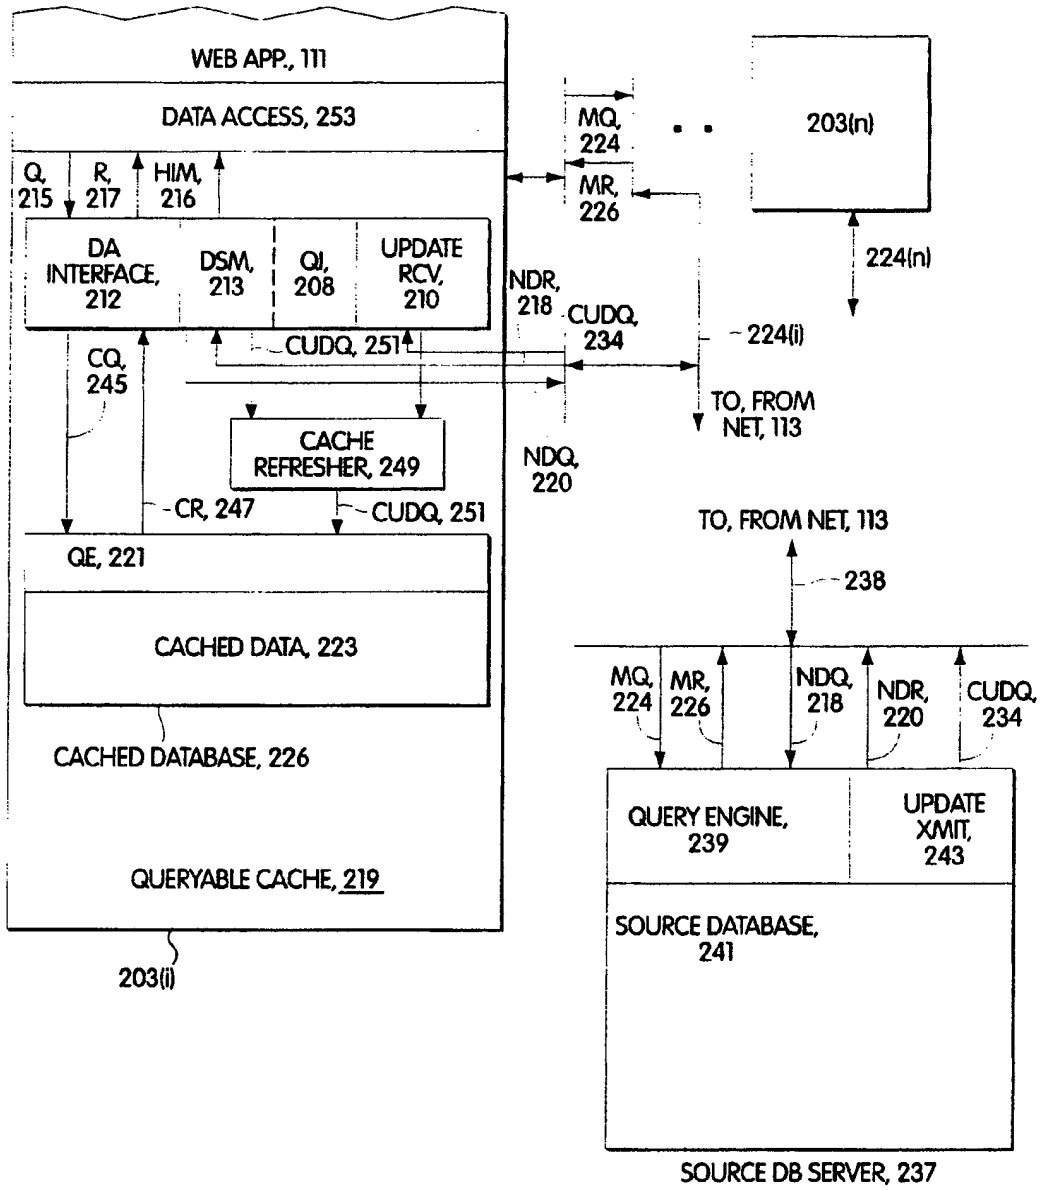 WEB APP., 111
DATA ACCESS, 253
Q,
215
R,
217
HIM,
216
DA
INTERFACE,
212
DSM,
213
QI,
208
UPDATE
RCV,
210
CUDQ, 251
CQ,
245
CACHE
REFRESHER, 249
CR, 247
CUDQ, 251
QE, 221
CACHED DATA, 223
CACHED DATABASE, 226
QUERYABLE CACHE, 219
203(i)
MQ,
224
MR,
226
203(n)
224(n)
NDR,
218
CUDQ,
234
224(i)
TO, FROM
NET, 113
NDQ,
220
TO, FROM NET, 113
238
MQ,
224
MR,
226
NDQ,
218
NDR,
220
CUDQ,
234
QUERY ENGINE,
239
UPDATE
XMIT,
243
SOURCE DATABASE,
241
SOURCE DB SERVER, 237